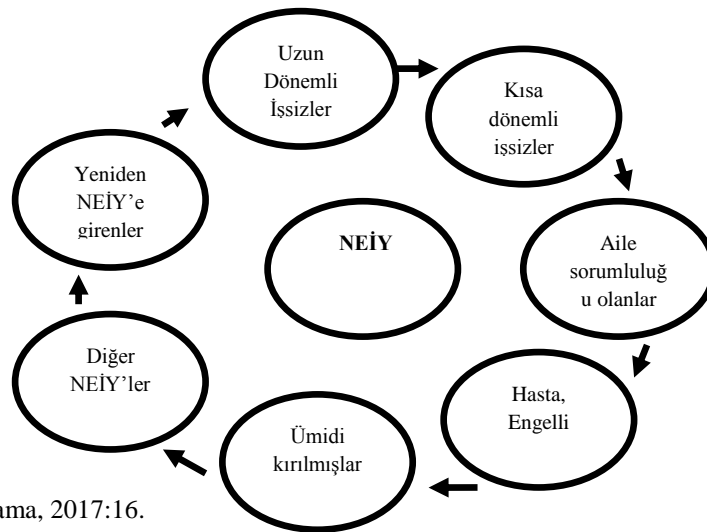 Uzun
Dönemli
İşsizler
Kısa
dönemli
işsizler
Aile
sorumluluğ
u olanlar
Hasta,
Engelli
Ümidi
kırılmışlar
Diğer
NEİY’ler
Yeniden
NEİY’e
girenler
NEİY
ama, 2017:16.